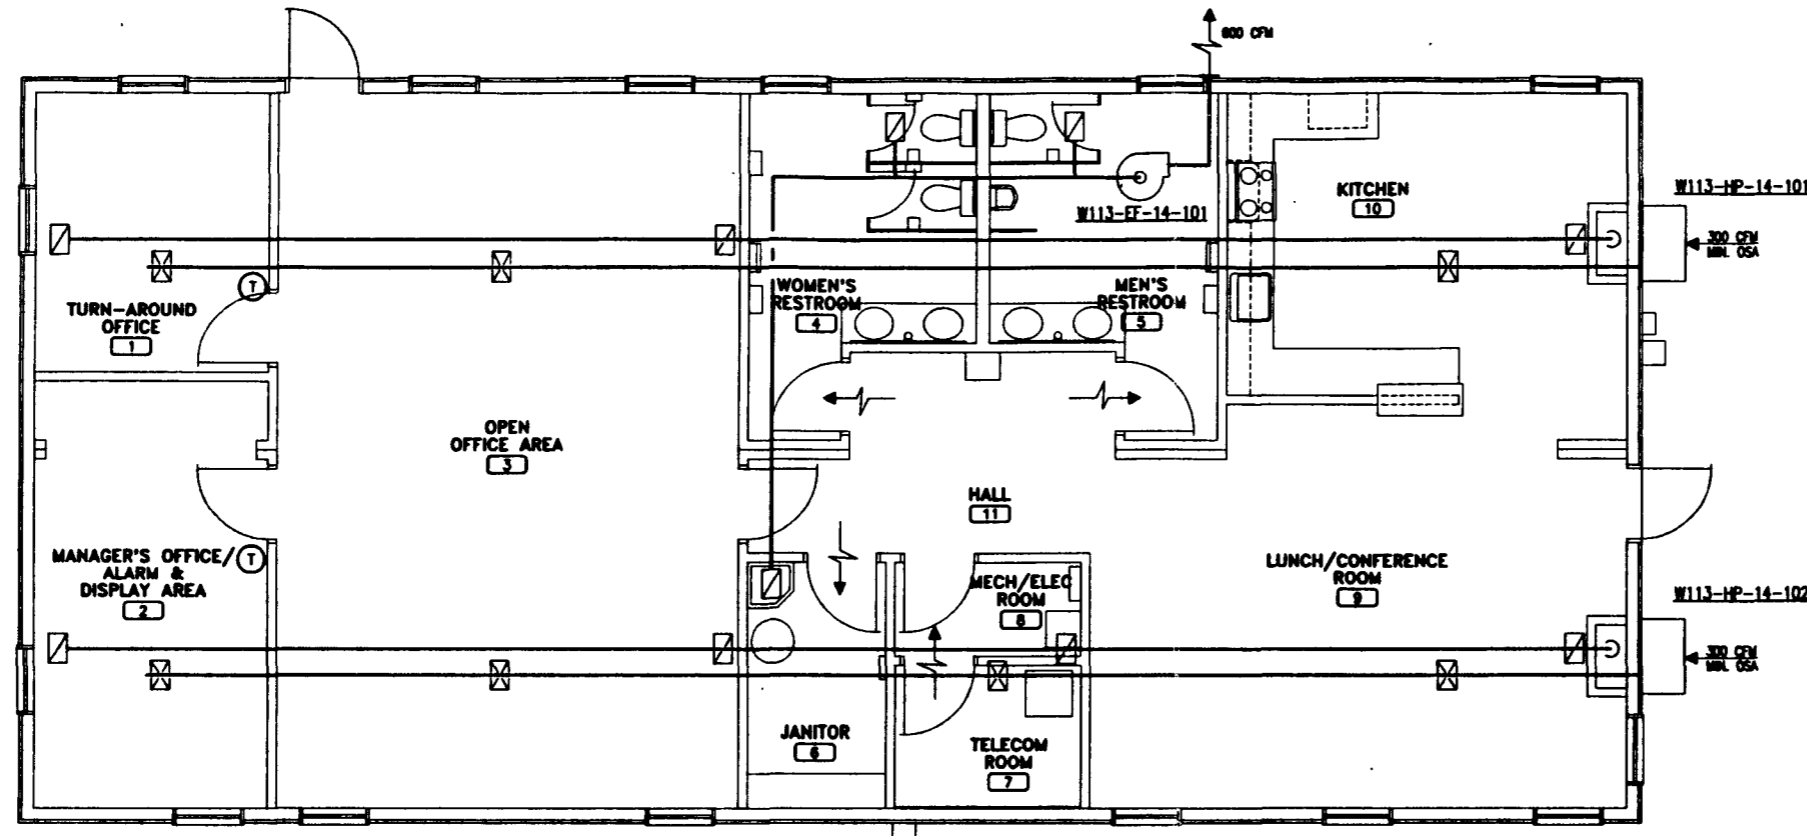 600 CFM
W113-HP-14-101
KITCHEN
10
W113-EF-14-101
300 CFM
MIN. OSA
T
TURN-AROUND
OFFICE
1
WOMEN'S
RESTROOM
4
MEN'S
RESTROOM
5
OPEN
OFFICE AREA
3
HALL
11
MANAGER'S OFFICE/
ALARM &
DISPLAY AREA
2
T
MECH/ELEC
ROOM
8
LUNCH/CONFERENCE
ROOM
9
W113-HP-14-102
300 CFM
MIN. OSA
JANITOR
6
TELECOM
ROOM
7